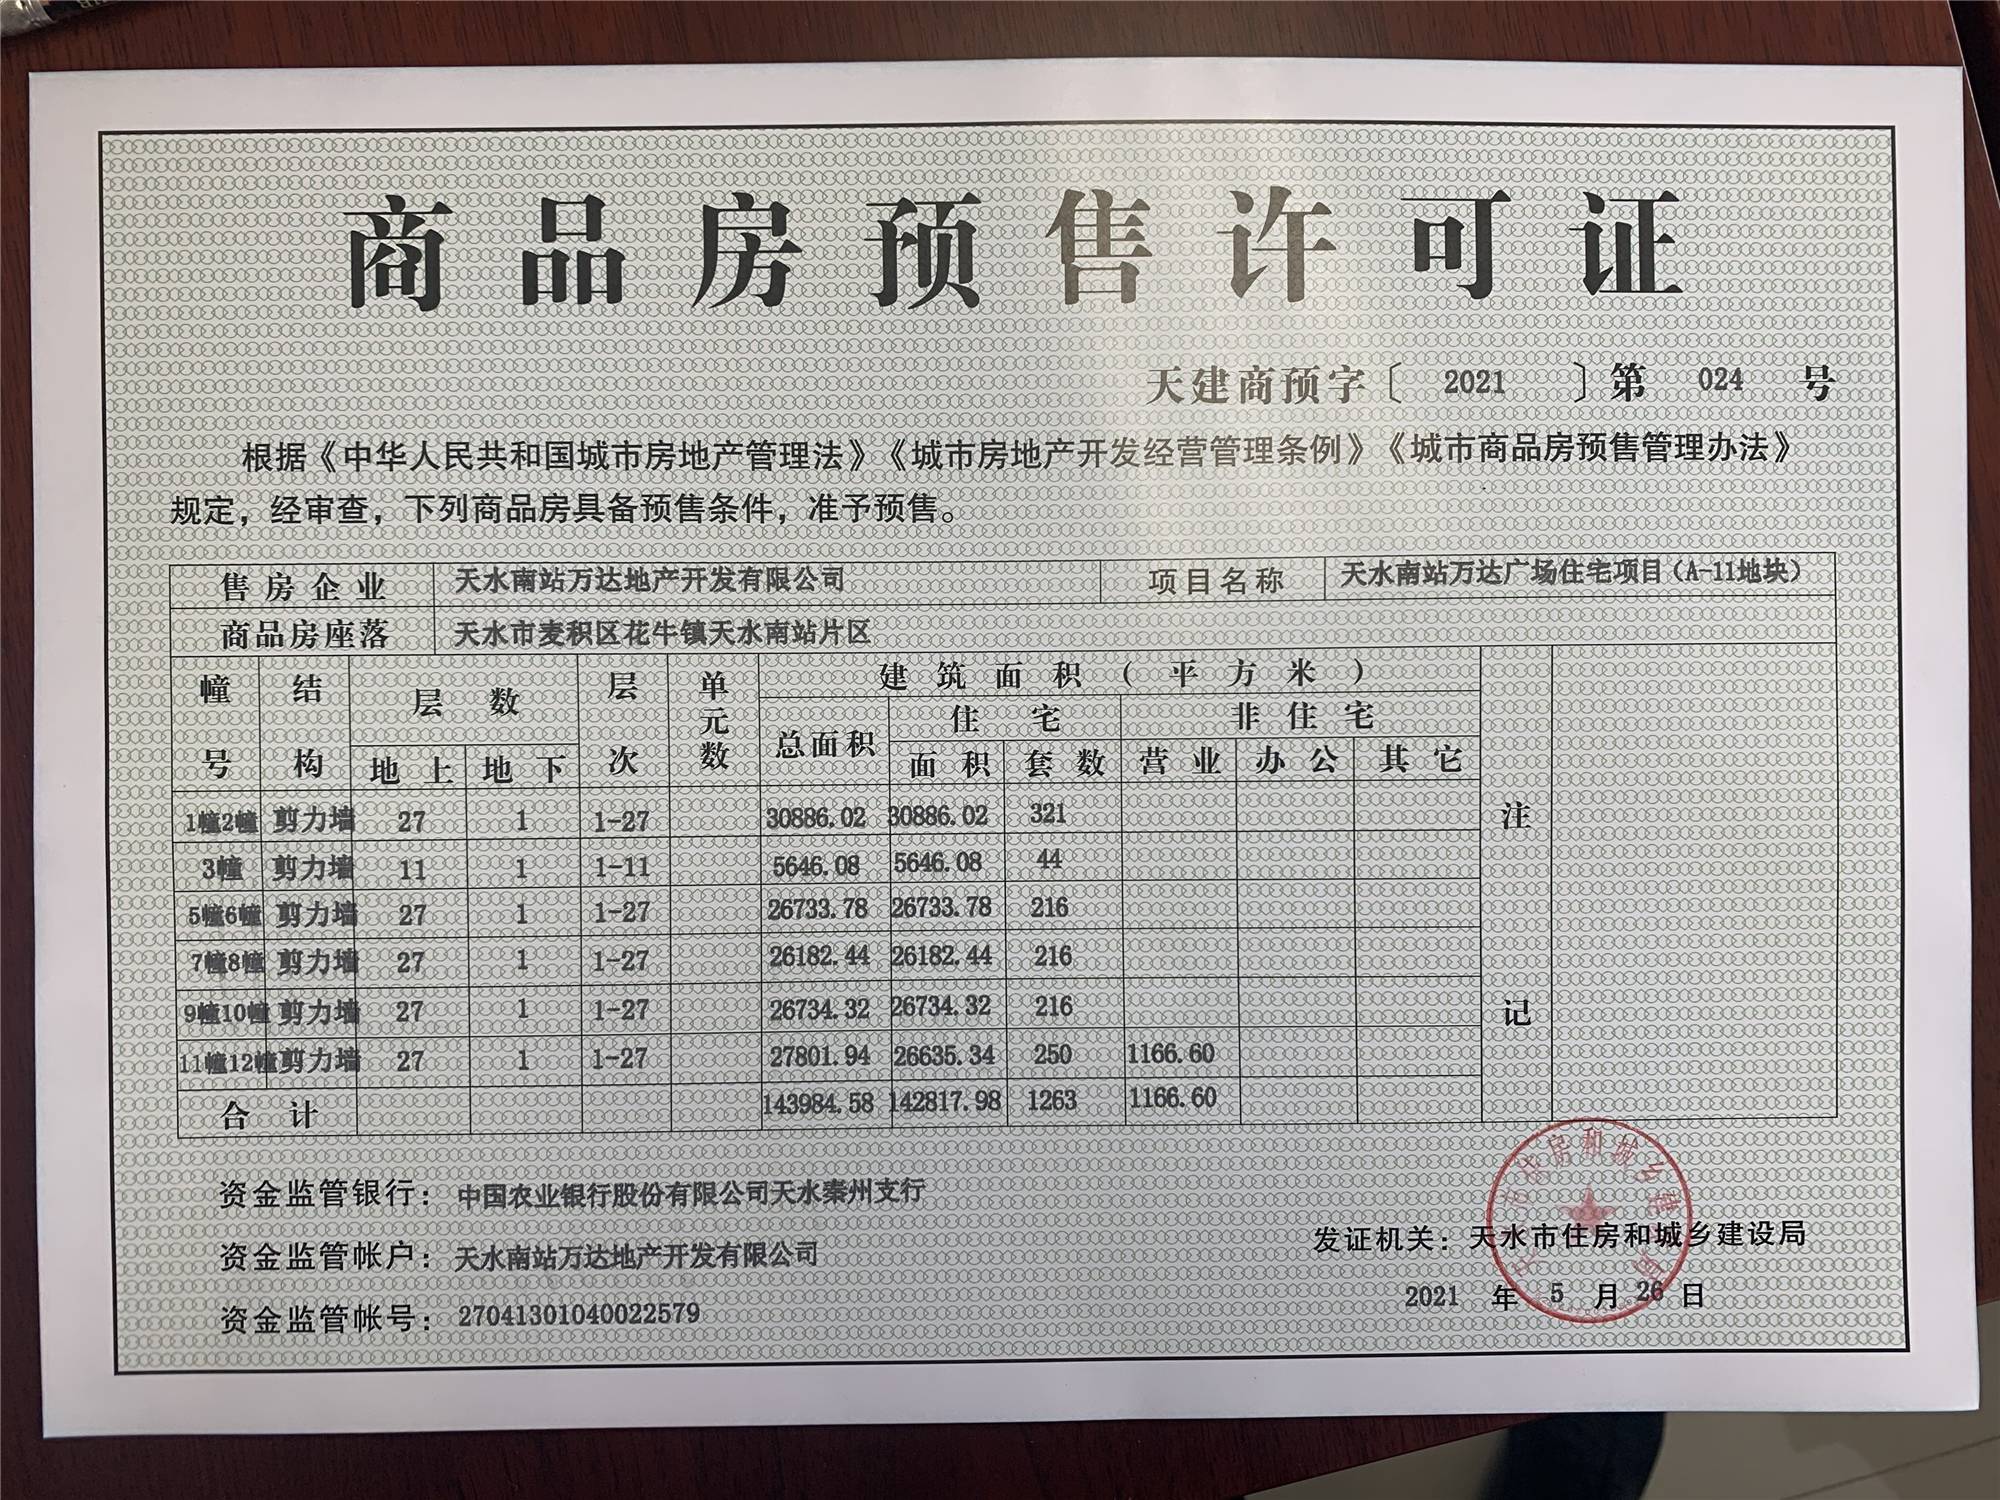 商品房预售许可证
天建商预字〔2021〕第024号
根据《中华人民共和国城市房地产管理法》《城市房地产开发经营管理条例》《城市商品房预售管理办法》
规定，经审查，下列商品房具备预售条件，准予预售。
售房企业 天水南站万达地产开发有限公司 项目名称 天水南站万达广场住宅项目(A-11地块)
商品房座落 天水市麦积区花牛镇天水南站片区
幢号 结构 层数 层次 单元数 建筑面积(平方米) 注记
总面积 住宅 非住宅
地上 地下 面积 套数 营业 办公 其它
1幢2幢 剪力墙 27 1 1-27 30886.02 30886.02 321
3幢 剪力墙 11 1 1-11 5646.08 5646.08 44
5幢6幢 剪力墙 27 1 1-27 26733.78 26733.78 216
7幢8幢 剪力墙 27 1 1-27 26182.44 26182.44 216
9幢10幢 剪力墙 27 1 1-27 26734.32 26734.32 216
11幢12幢 剪力墙 27 1 1-27 27801.94 26635.34 250 1166.60
合计 143984.58 142817.98 1263 1166.60
资金监管银行：中国农业银行股份有限公司天水秦州支行
资金监管帐户：天水南站万达地产开发有限公司
资金监管帐号：27041301040022579
发证机关：天水市住房和城乡建设局
2021 年 5 月 26 日